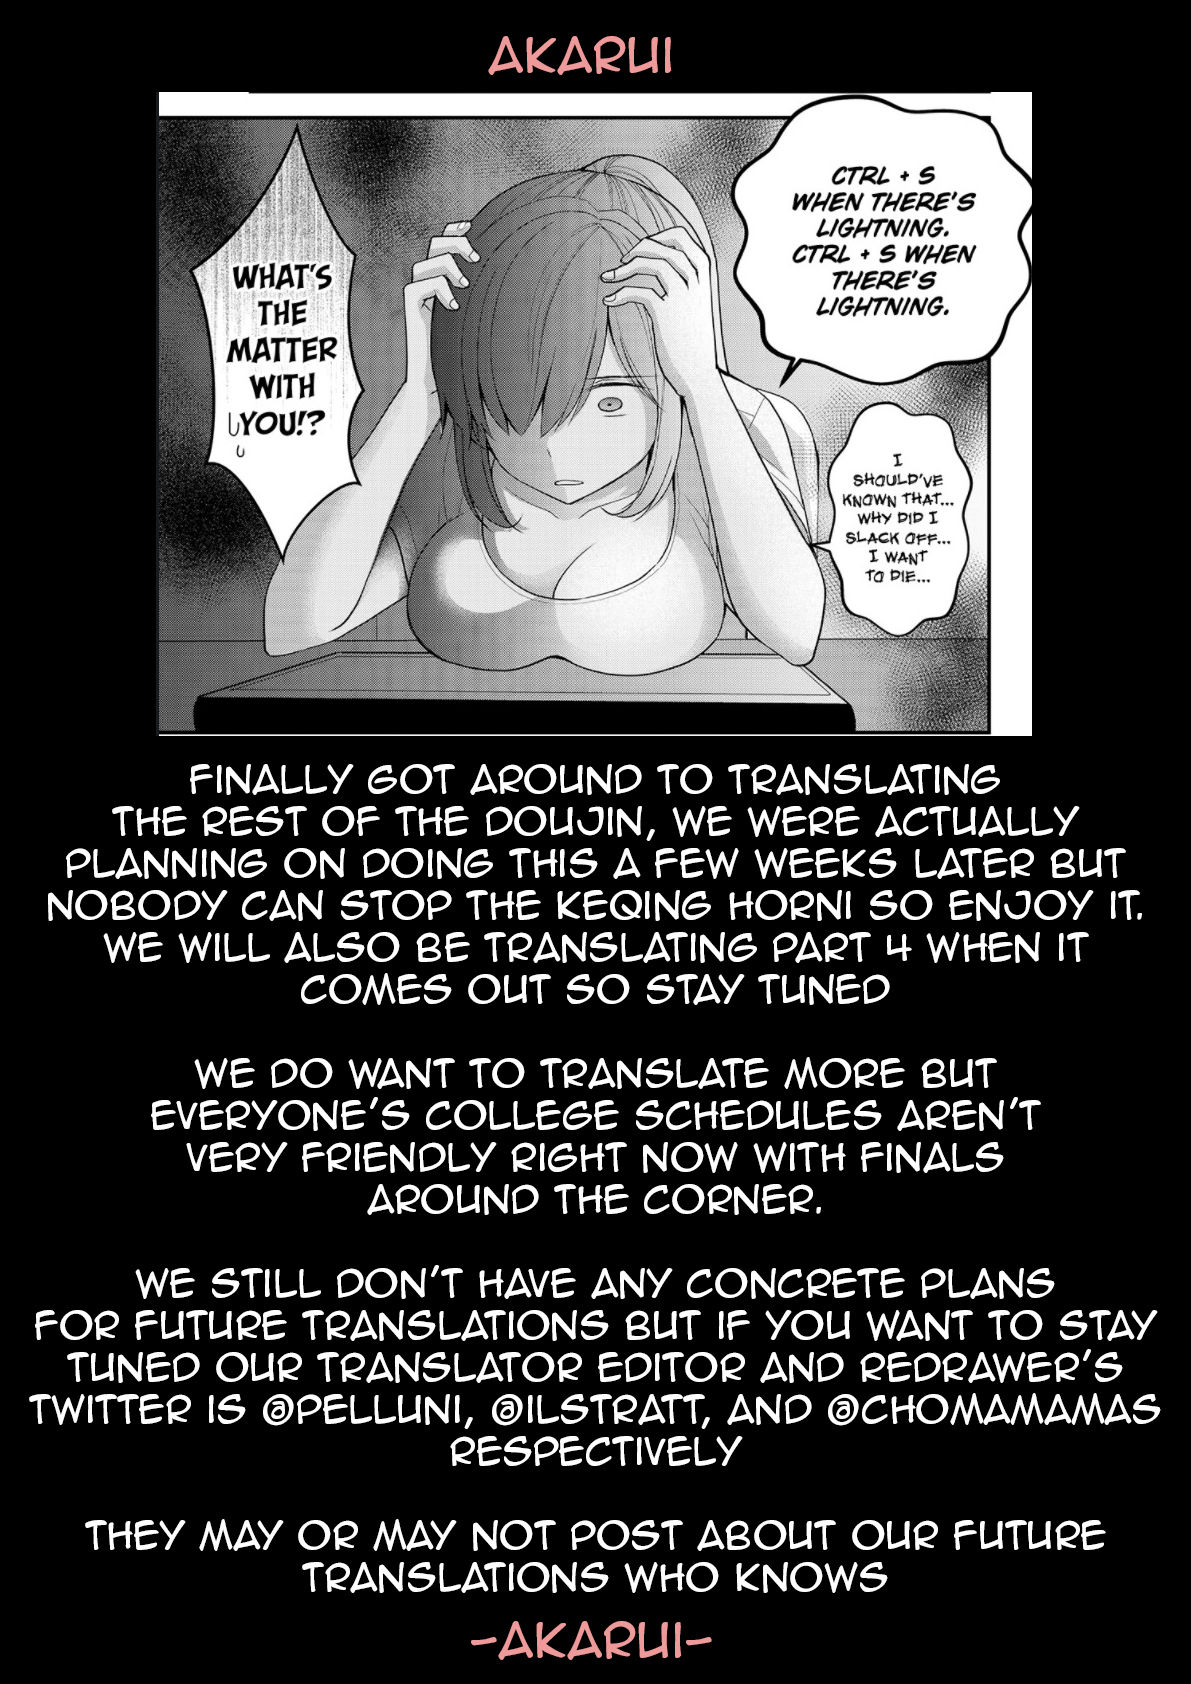 AKARUI
CTRL + S
WHEN THERE'S
LIGHTNING.
CTRL + S WHEN
THERE'S
LIGHTNING.
WHAT'S
THE
MATTER
WITH
YOU!?
I
SHOULD'VE
KNOWN THAT...
WHY DID I
SLACK OFF...
I WANT
TO DIE...
FINALLY GOT AROUND TO TRANSLATING
THE REST OF THE DOUJIN, WE WERE ACTUALLY
PLANNING ON DOING THIS A FEW WEEKS LATER BUT
NOBODY CAN STOP THE KEQING HORNI SO ENJOY IT.
WE WILL ALSO BE TRANSLATING PART 4 WHEN IT
COMES OUT SO STAY TUNED
WE DO WANT TO TRANSLATE MORE BUT
EVERYONE'S COLLEGE SCHEDULES AREN'T
VERY FRIENDLY RIGHT NOW WITH FINALS
AROUND THE CORNER.
WE STILL DON'T HAVE ANY CONCRETE PLANS
FOR FUTURE TRANSLATIONS BUT IF YOU WANT TO STAY
TUNED OUR TRANSLATOR EDITOR AND REDRAWER'S
TWITTER IS @PELLUNI, @ILSTRATT, AND @CHOMAMAMAS
RESPECTIVELY
THEY MAY OR MAY NOT POST ABOUT OUR FUTURE
TRANSLATIONS WHO KNOWS
-AKARUI-